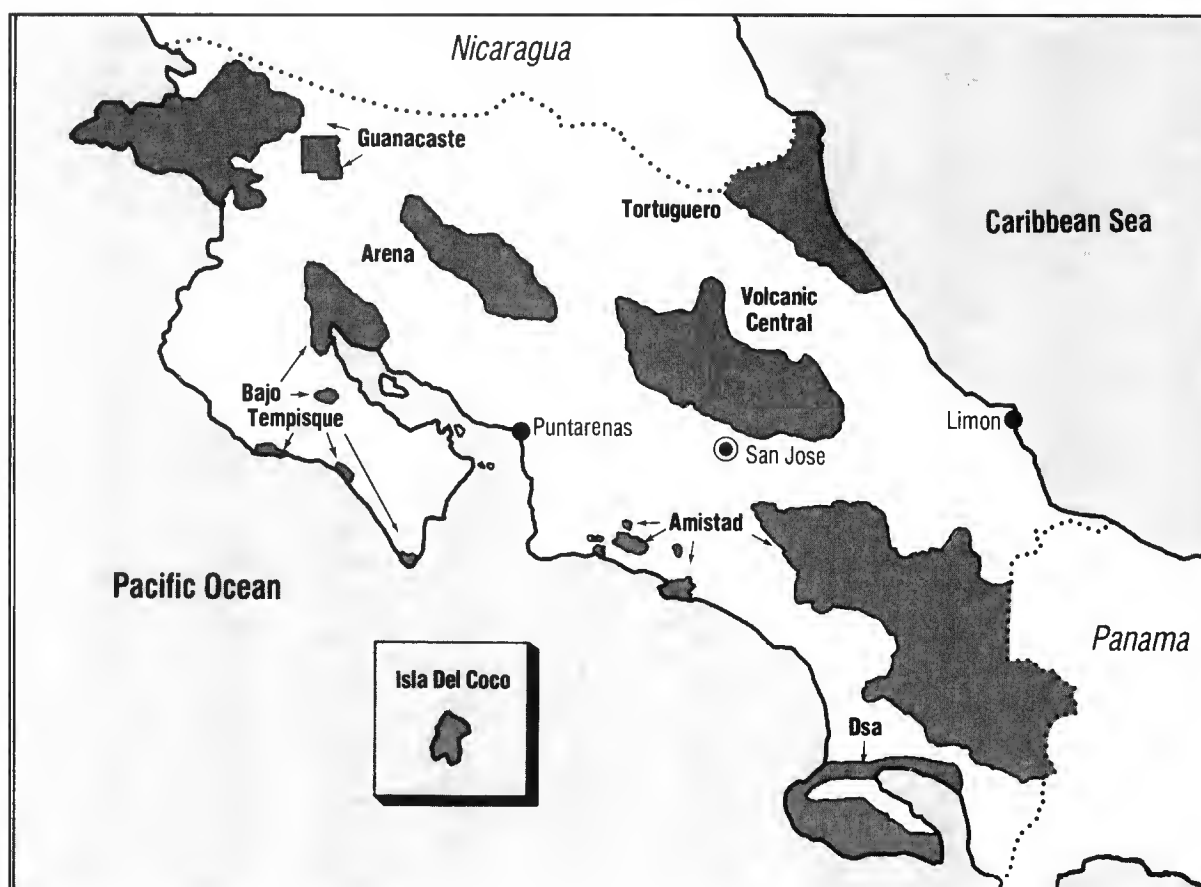 Nicaragua
Guanacaste
Tortuguero
Caribbean Sea
Arena
Volcanic
Central
Bajo
Tempisque
Puntarenas
Limon
San Jose
Amistad
Pacific Ocean
Panama
Isla Del Coco
Dsa